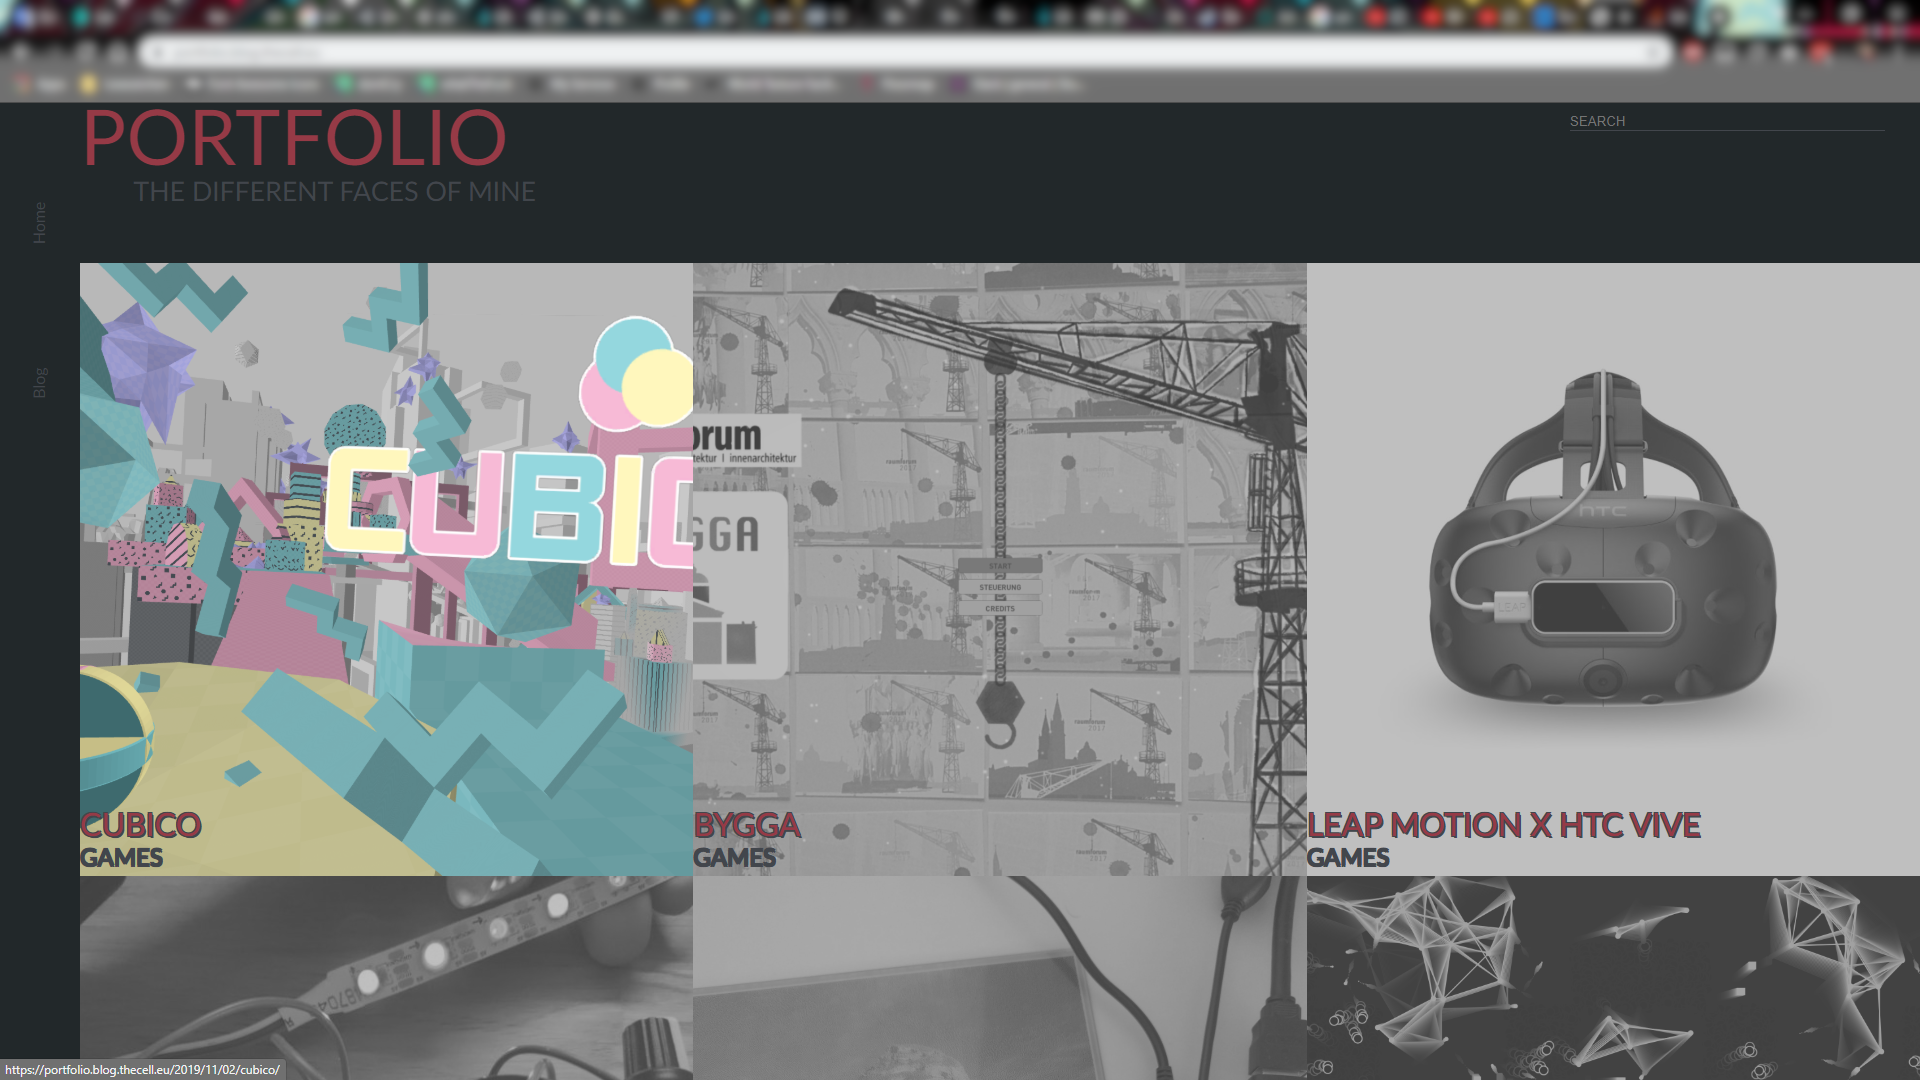 PORTFOLIO
THE DIFFERENT FACES OF MINE
SEARCH
Home
Blog
CUBIC
CUBICO
GAMES
orum
tektur | innenarchitektur
GGA
START
STEUERUNG
CREDITS
BYGGA
GAMES
htc
LEAP
LEAP MOTION X HTC VIVE
GAMES
https://portfolio.blog.thecell.eu/2019/11/02/cubico/